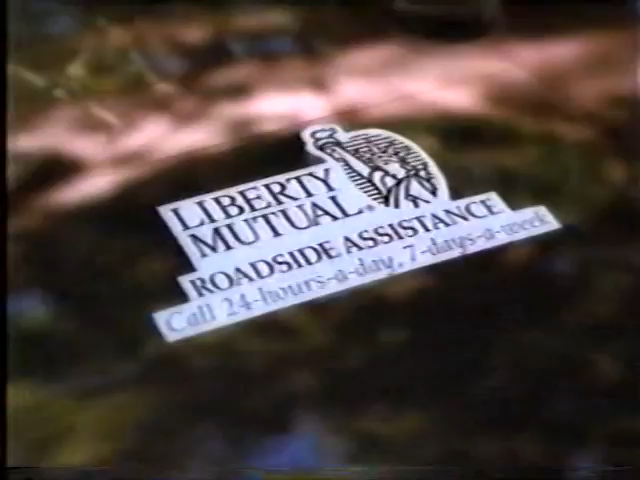 LIBERTY
MUTUAL®
ROADSIDE ASSISTANCE
Call 24-hours-a-day, 7-days-a-week